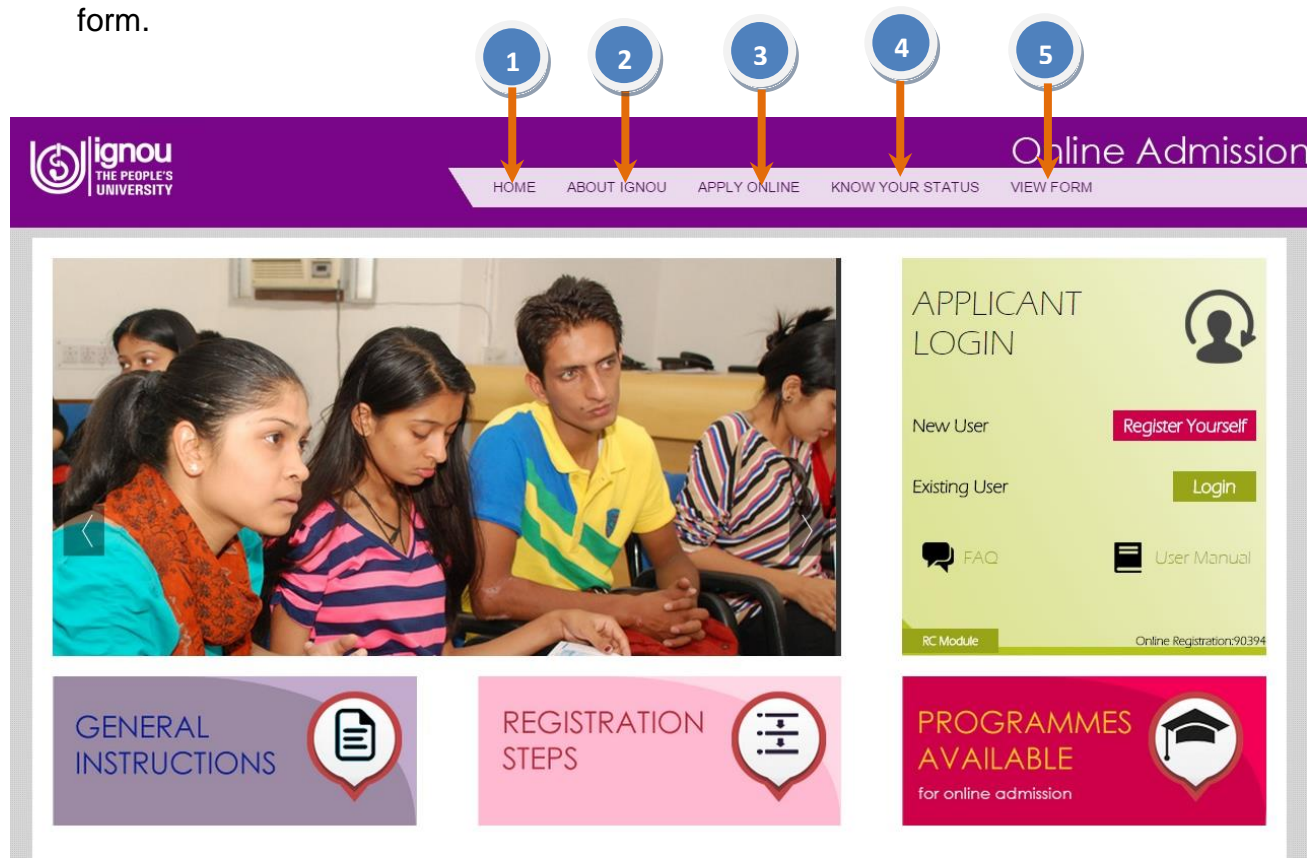 form.
1 2 3 4 5
ignou
THE PEOPLE'S
UNIVERSITY
Online Admission
HOME ABOUT IGNOU APPLY ONLINE KNOW YOUR STATUS VIEW FORM
APPLICANT
LOGIN
New User Register Yourself
Existing User Login
FAQ User Manual
RC Module Online Registration:90394
GENERAL
INSTRUCTIONS
REGISTRATION
STEPS
PROGRAMMES
AVAILABLE
for online admission